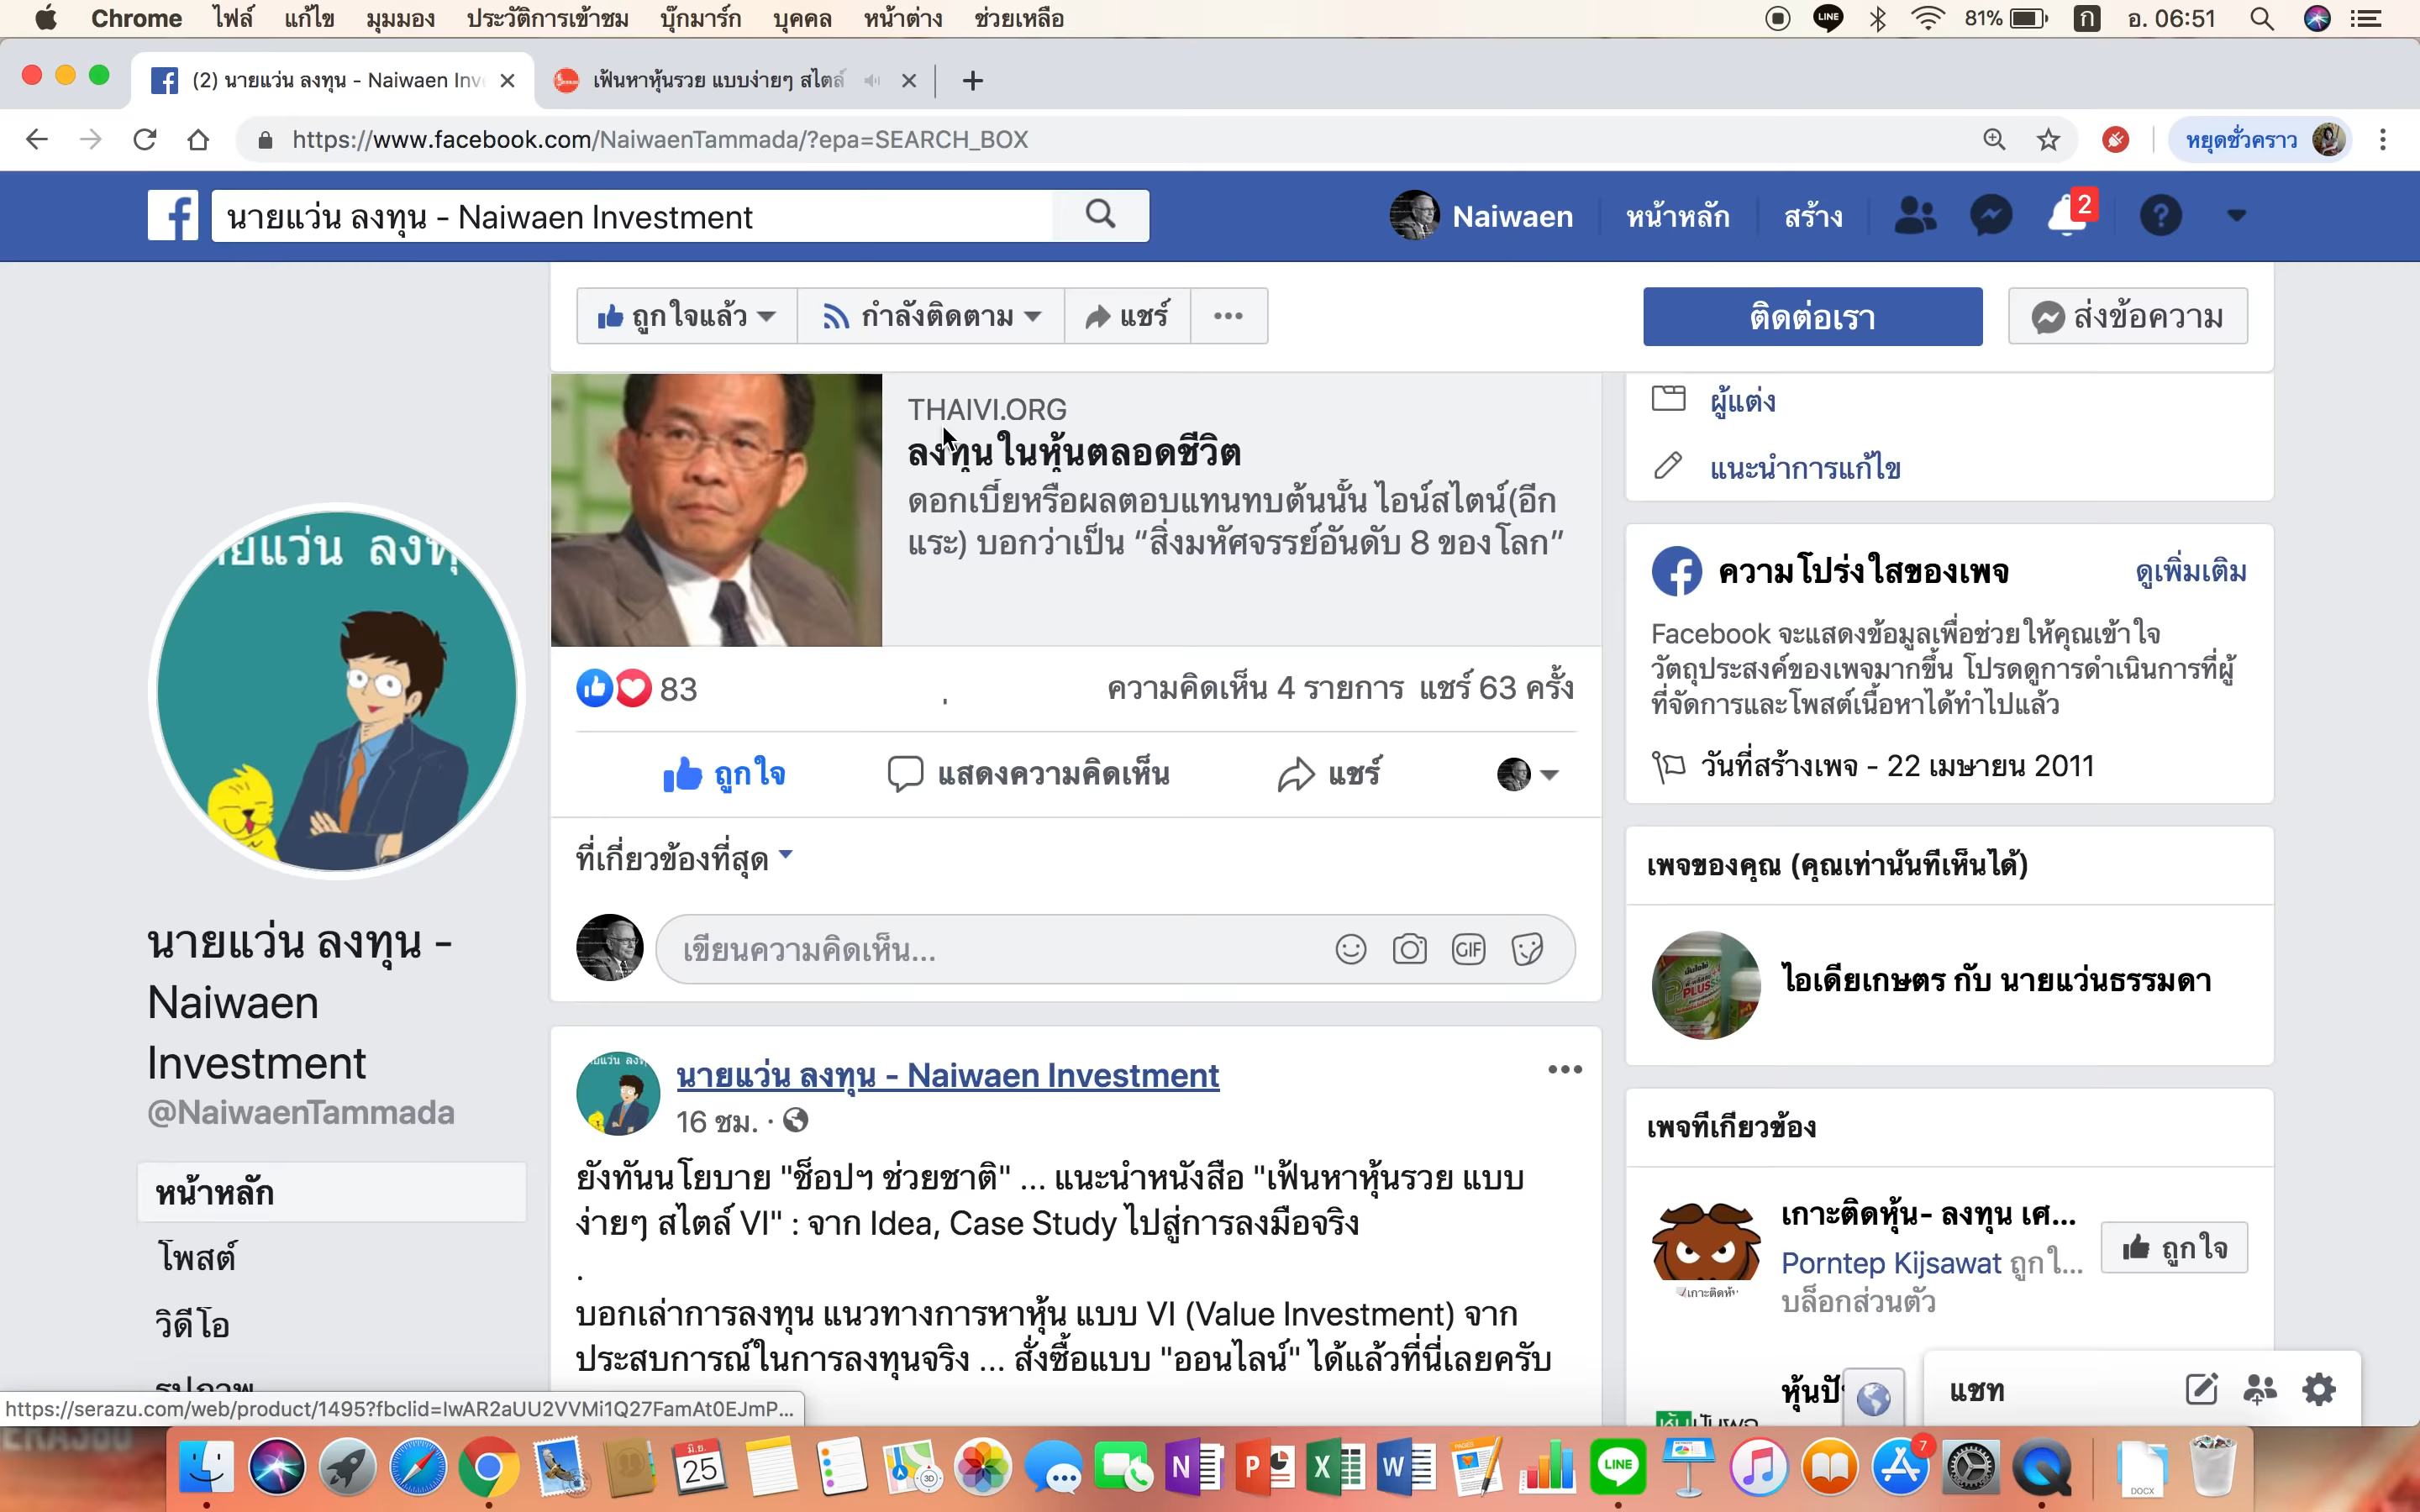 Chrome ไฟล์ แก้ไข มุมมอง ประวัติการเข้าชม บุ๊กมาร์ก บุคคล หน้าต่าง ช่วยเหลือ
LINE 81% ก อ. 06:51
(2) นายแว่น ลงทุน - Naiwaen Inv
เฟ้นหาหุ้นรวย แบบง่ายๆ สไตล์
https://www.facebook.com/NaiwaenTammada/?epa=SEARCH_BOX
หยุดชั่วคราว
นายแว่น ลงทุน - Naiwaen Investment
Naiwaen หน้าหลัก สร้าง 2
ถูกใจแล้ว กำลังติดตาม แชร์
ติดต่อเรา ส่งข้อความ
THAIVI.ORG
ลงทุนในหุ้นตลอดชีวิต
ดอกเบี้ยหรือผลตอบแทนทบต้นนั้น ไอน์สไตน์(อีก
แระ) บอกว่าเป็น “สิ่งมหัศจรรย์อันดับ 8 ของโลก”
83
ความคิดเห็น 4 รายการ แชร์ 63 ครั้ง
ถูกใจ แสดงความคิดเห็น แชร์
ที่เกี่ยวข้องที่สุด
เขียนความคิดเห็น...
GIF
นายแว่น ลงทุน - Naiwaen Investment
16 ชม. ·
ยังทันนโยบาย "ช็อปฯ ช่วยชาติ" ... แนะนำหนังสือ "เฟ้นหาหุ้นรวย แบบ
ง่ายๆ สไตล์ VI" : จาก Idea, Case Study ไปสู่การลงมือจริง
.
บอกเล่าการลงทุน แนวทางการหาหุ้น แบบ VI (Value Investment) จาก
ประสบการณ์ในการลงทุนจริง ... สั่งซื้อแบบ "ออนไลน์" ได้แล้วที่นี่เลยครับ
นายแว่น ลงทุน -
Naiwaen
Investment
@NaiwaenTammada
หน้าหลัก
โพสต์
วิดีโอ
รูปภาพ
ผู้แต่ง
แนะนำการแก้ไข
ความโปร่งใสของเพจ ดูเพิ่มเติม
Facebook จะแสดงข้อมูลเพื่อช่วยให้คุณเข้าใจ
วัตถุประสงค์ของเพจมากขึ้น โปรดดูการดำเนินการที่ผู้
ที่จัดการและโพสต์เนื้อหาได้ทำไปแล้ว
วันที่สร้างเพจ - 22 เมษายน 2011
เพจของคุณ (คุณเท่านั้นที่เห็นได้)
ไอเดียเกษตร กับ นายแว่นธรรมดา
เพจที่เกี่ยวข้อง
เกาะติดหุ้น- ลงทุน เศ...
Porntep Kijsawat ถูกใ...
บล็อกส่วนตัว
ถูกใจ
หุ้นปั
แชท
https://serazu.com/web/product/1495?fbclid=IwAR2aUU2VVMi1Q27FamAt0EJmP...
มิ.ย.
25
3D
N P X W
PAGES
LINE
7
DOCX